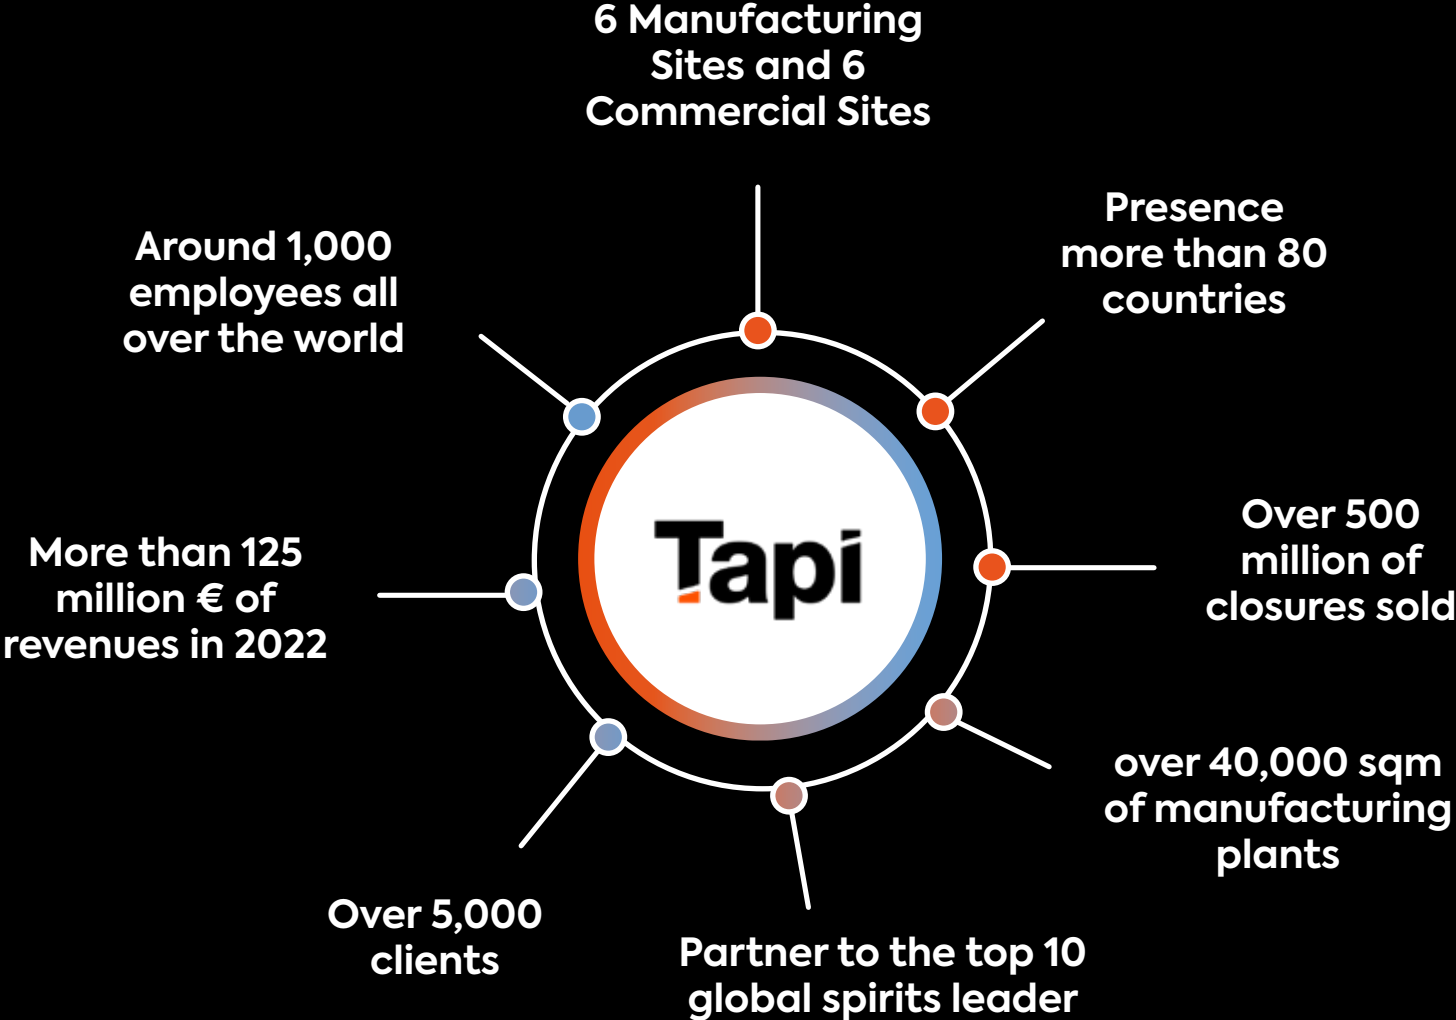 6 Manufacturing
Sites and 6
Commercial Sites
Presence
more than 80
countries
Over 500
million of
closures sold
over 40,000 sqm
of manufacturing
plants
Partner to the top 10
global spirits leader
Over 5,000
clients
More than 125
million € of
revenues in 2022
Around 1,000
employees all
over the world
Tapi